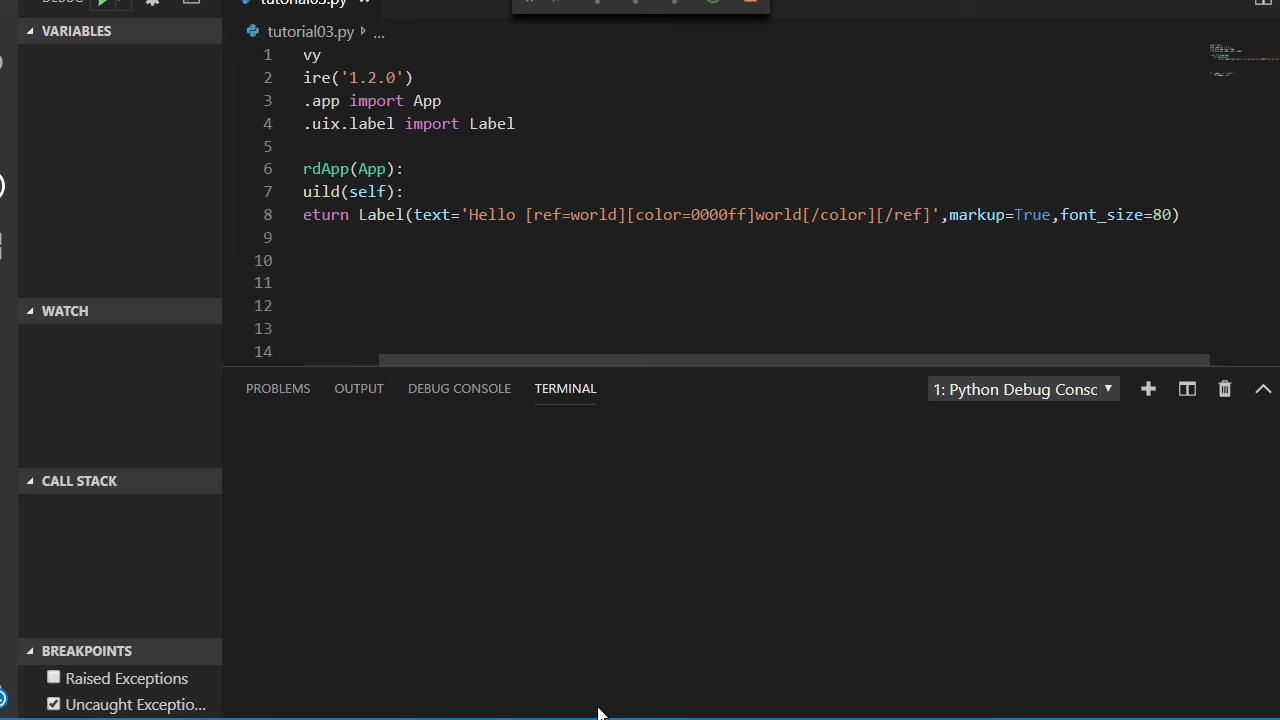 DEBUG
tutorial03.py
VARIABLES
tutorial03.py ...
1 vy
2 ire('1.2.0')
3 .app import App
4 .uix.label import Label
5
6 rdApp(App):
7 uild(self):
8 eturn Label(text='Hello [ref=world][color=0000ff]world[/color][/ref]',markup=True,font_size=80)
9
10
11
12
13
14
WATCH
PROBLEMS OUTPUT DEBUG CONSOLE TERMINAL 1: Python Debug Consc
CALL STACK
BREAKPOINTS
Raised Exceptions
Uncaught Exceptio...